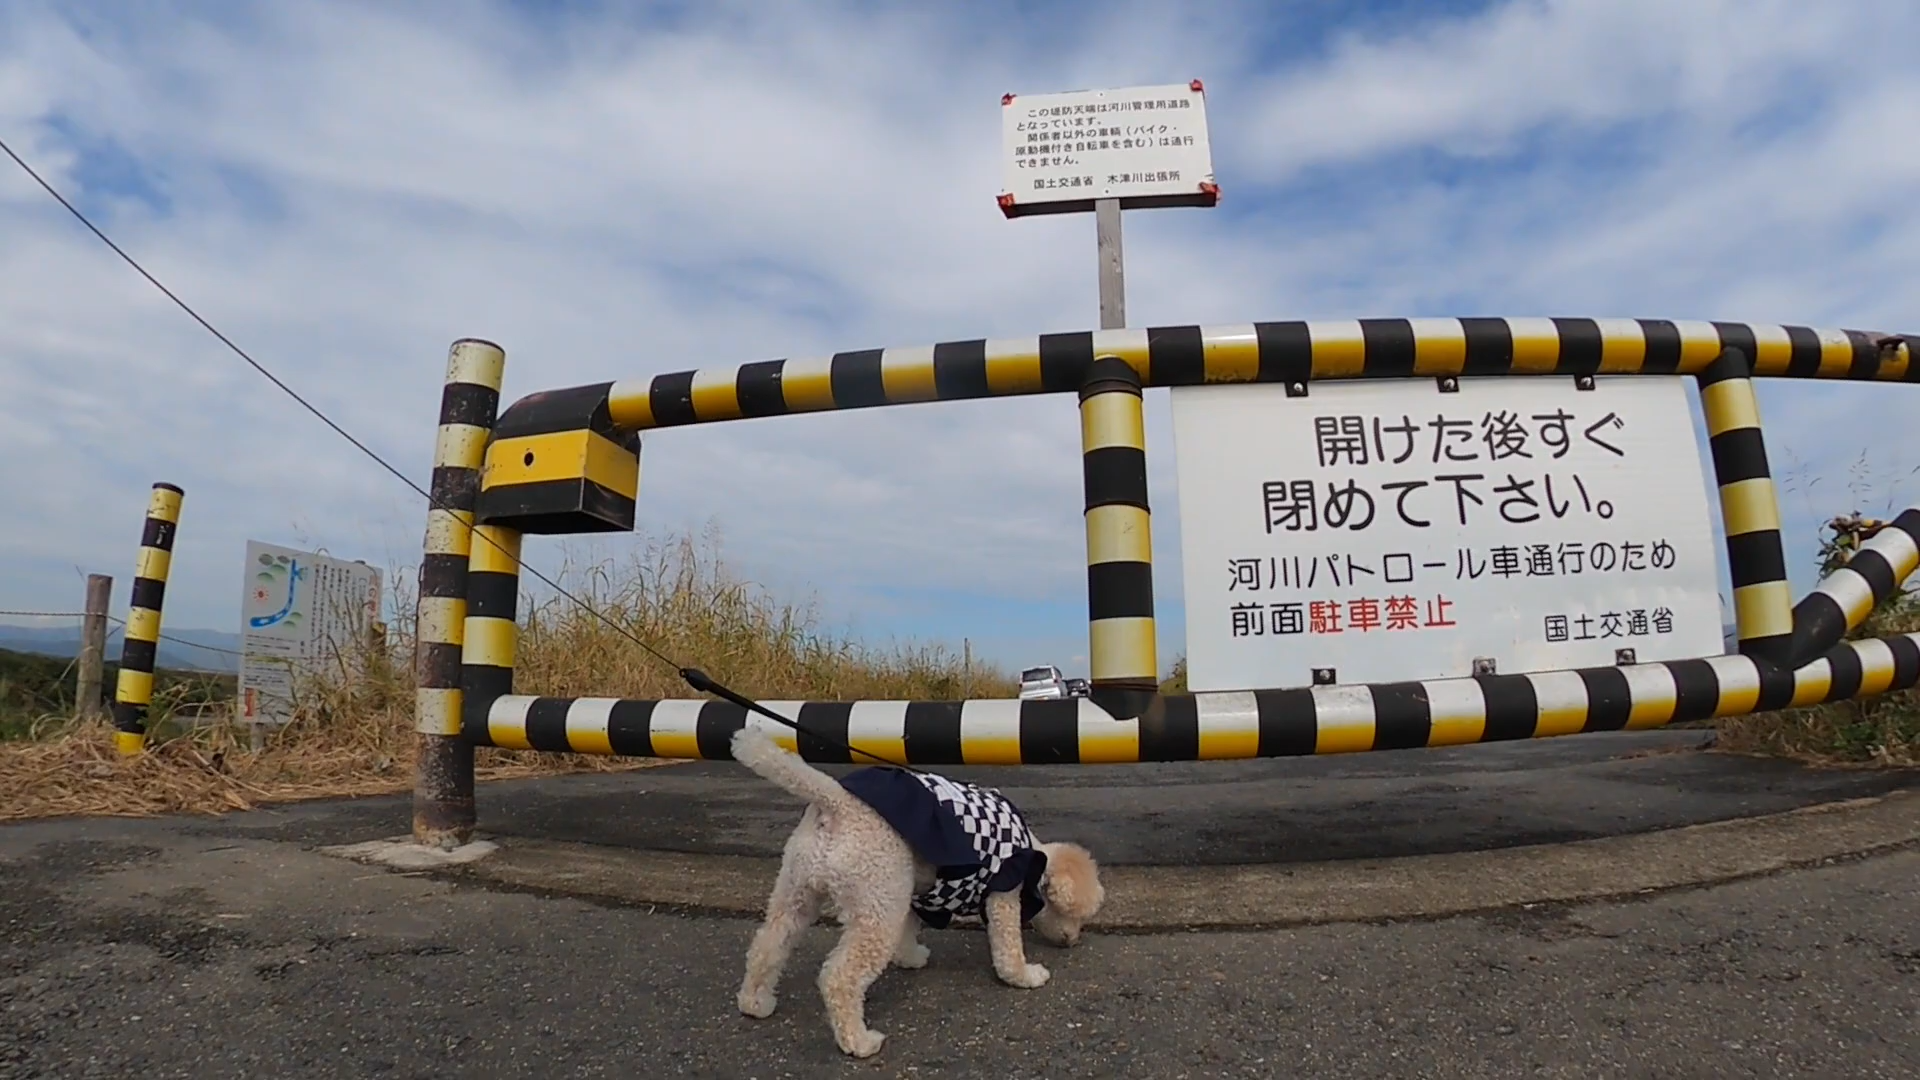 この堤防天端は河川管理用道路
となっています。
関係者以外の車輌（バイク・
原動機付き自転車を含む）は通行
できません。
国土交通省 木津川出張所
開けた後すぐ
閉めて下さい。
河川パトロール車通行のため
前面駐車禁止
国土交通省